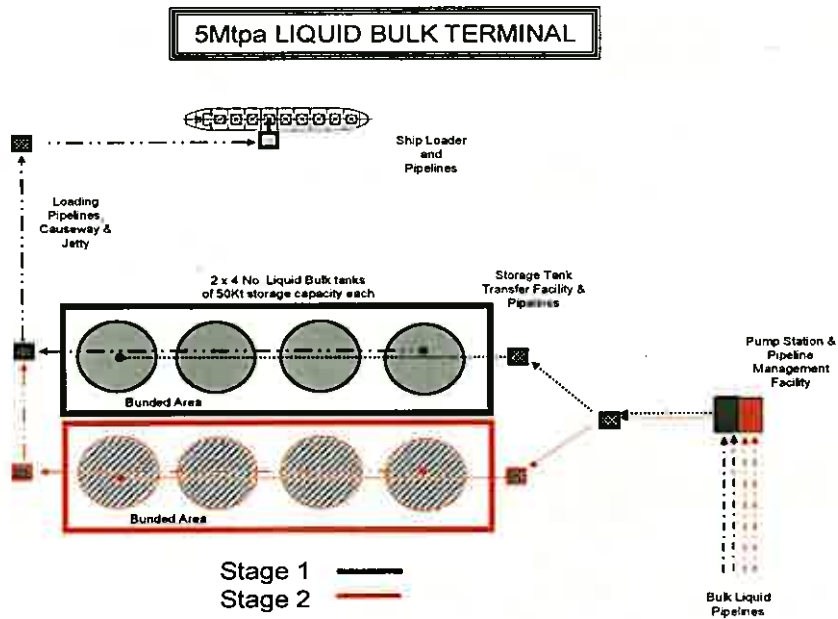 5Mtpa LIQUID BULK TERMINAL
Ship Loader
and
Pipelines
Loading
Pipelines,
Causeway &
Jetty
2 x 4 No. Liquid Bulk tanks
of 50Kt storage capacity each
Storage Tank
Transfer Facility &
Pipelines
Pump Station &
Pipeline
Management
Facility
Bunded Area
Bunded Area
Stage 1
Stage 2
Bulk Liquid
Pipelines